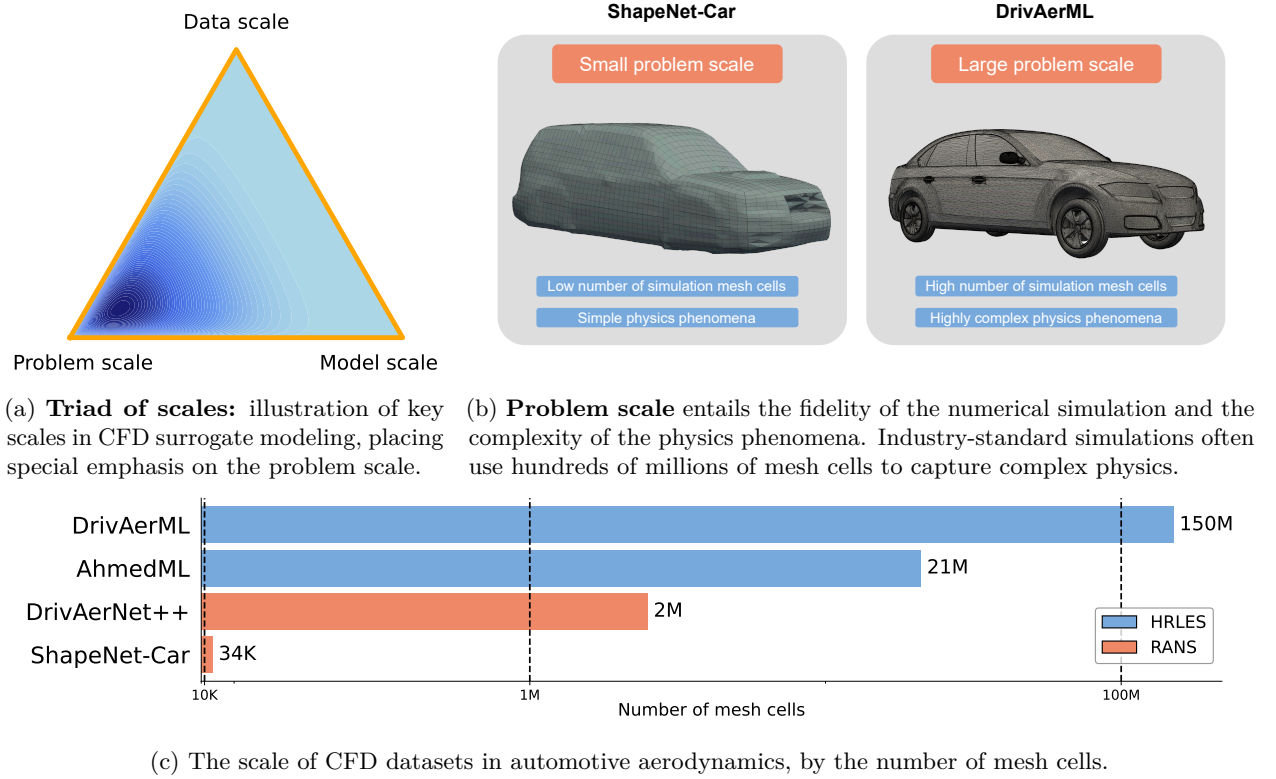 Data scale
Problem scale
Model scale
ShapeNet-Car
Small problem scale
Low number of simulation mesh cells
Simple physics phenomena
DrivAerML
Large problem scale
High number of simulation mesh cells
Highly complex physics phenomena
(a) Triad of scales: illustration of key
scales in CFD surrogate modeling, placing
special emphasis on the problem scale.
(b) Problem scale entails the fidelity of the numerical simulation and the
complexity of the physics phenomena. Industry-standard simulations often
use hundreds of millions of mesh cells to capture complex physics.
DrivAerML
150M
AhmedML
21M
DrivAerNet++
2M
ShapeNet-Car
34K
HRLES
RANS
10K
1M
100M
Number of mesh cells
(c) The scale of CFD datasets in automotive aerodynamics, by the number of mesh cells.